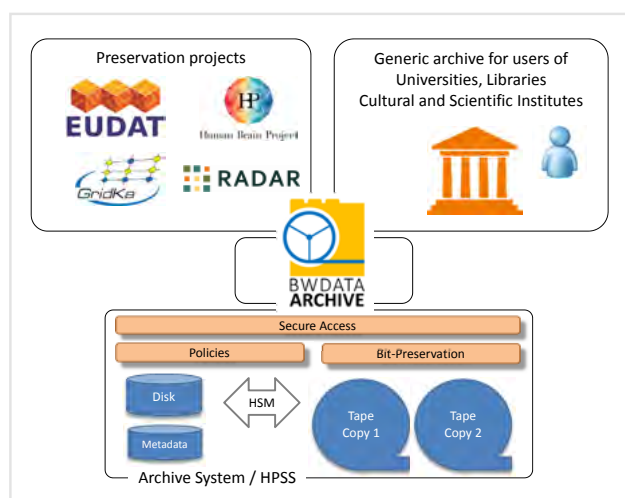 Preservation projects
EUDAT
HP
Human Brain Project
GridKa
RADAR
Generic archive for users of
Universities, Libraries
Cultural and Scientific Institutes
BWDATA
ARCHIVE
Secure Access
Policies
Bit-Preservation
Disk
HSM
Metadata
Tape
Copy 1
Tape
Copy 2
Archive System / HPSS